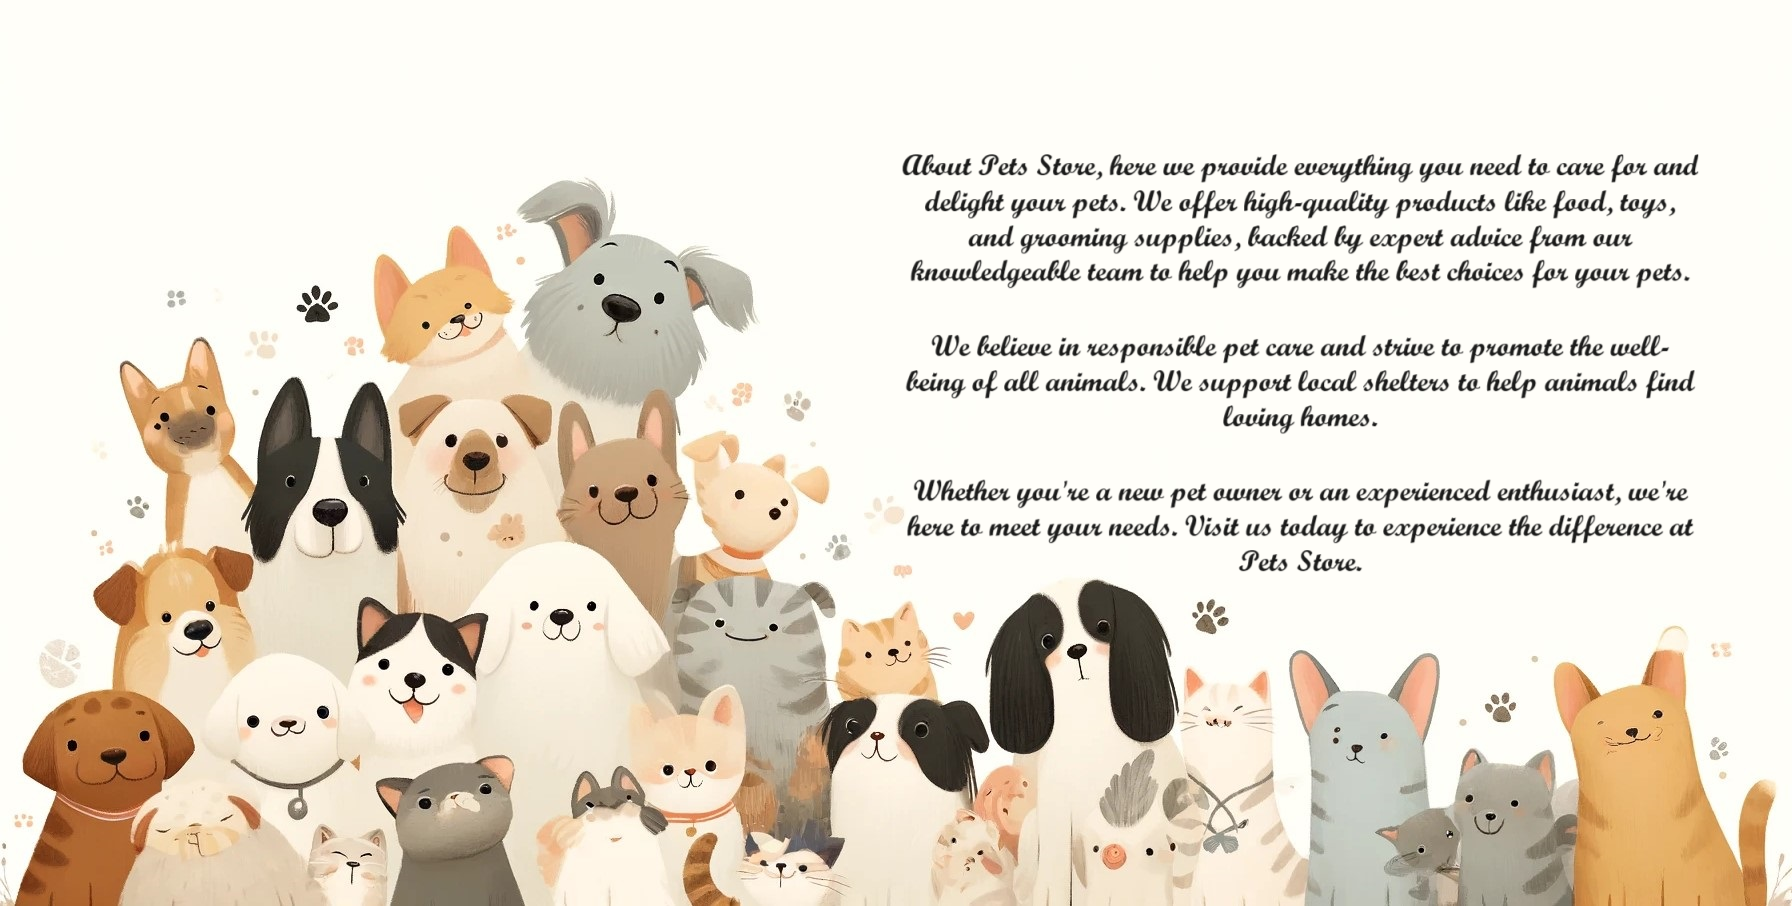 About Pets Store, here we provide everything you need to care for and
delight your pets. We offer high-quality products like food, toys,
and grooming supplies, backed by expert advice from our
knowledgeable team to help you make the best choices for your pets.
We believe in responsible pet care and strive to promote the well-
being of all animals. We support local shelters to help animals find
loving homes.
Whether you're a new pet owner or an experienced enthusiast, we're
here to meet your needs. Visit us today to experience the difference at
Pets Store.